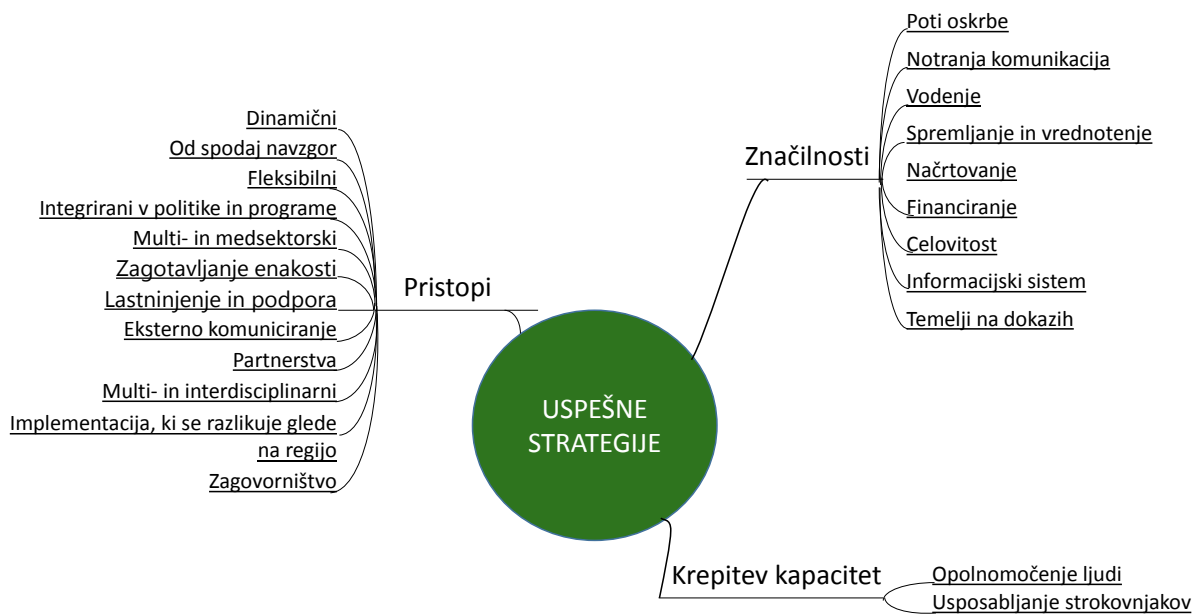 Dinamični
Od spodaj navzgor
Fleksibilni
Integrirani v politike in programe
Multi- in medsektorski
Zagotavljanje enakosti
Lastninjenje in podpora
Eksterno komuniciranje
Partnerstva
Multi- in interdisciplinarni
Implementacija, ki se razlikuje glede
na regijo
Zagovorništvo
Pristopi
USPEŠNE
STRATEGIJE
Značilnosti
Poti oskrbe
Notranja komunikacija
Vodenje
Spremljanje in vrednotenje
Načrtovanje
Financiranje
Celovitost
Informacijski sistem
Temelji na dokazih
Krepitev kapacitet
Opolnomočenje ljudi
Usposabljanje strokovnjakov